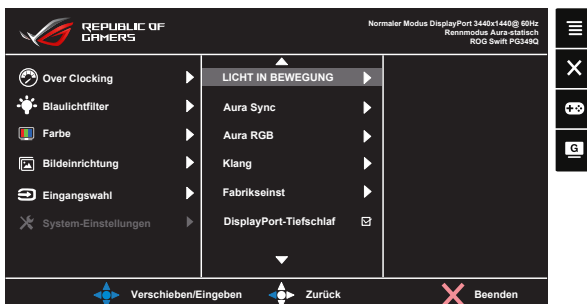 REPUBLIC OF
GAMERS
Normaler Modus DisplayPort 3440x1440@ 60Hz
Rennmodus Aura-statisch
ROG Swift PG349Q
Over Clocking
Blaulichtfilter
Farbe
Bildeinrichtung
Eingangswahl
System-Einstellungen
LICHT IN BEWEGUNG
Aura Sync
Aura RGB
Klang
Fabrikseinst
DisplayPort-Tiefschlaf
Verschieben/Eingeben
Zurück
Beenden
G